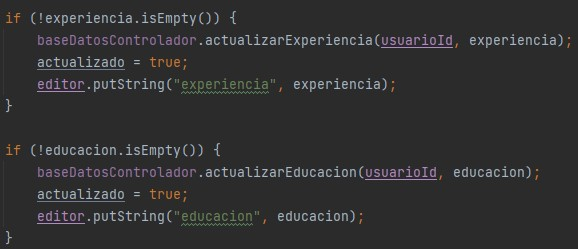 if (!experiencia.isEmpty()) {
    baseDatosControlador.actualizarExperiencia(usuarioId, experiencia);
    actualizado = true;
    editor.putString("experiencia", experiencia);
}

if (!educacion.isEmpty()) {
    baseDatosControlador.actualizarEducacion(usuarioId, educacion);
    actualizado = true;
    editor.putString("educacion", educacion);
}